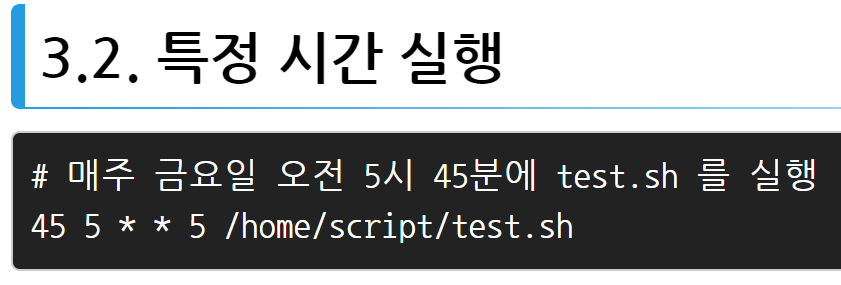 3.2. 특정 시간 실행
# 매주 금요일 오전 5시 45분에 test.sh 를 실행
45 5 * * 5 /home/script/test.sh